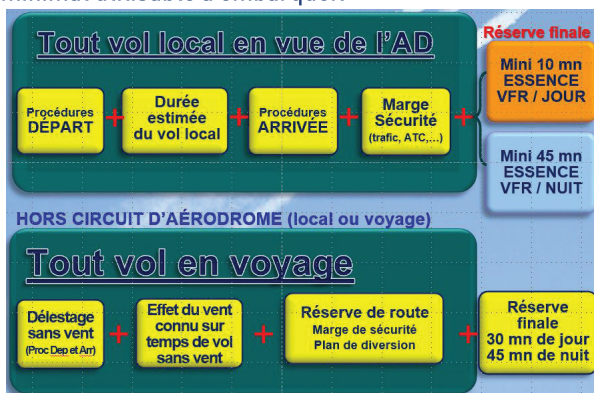 Tout vol local en vue de l'AD
Réserve finale
Procédures
DÉPART
+
Durée
estimée
du vol local
+
Procédures
ARRIVÉE
+
Marge
Sécurité
(trafic, ATC,...)
+
Mini 10 mn
ESSENCE
VFR / JOUR
Mini 45 mn
ESSENCE
VFR / NUIT
HORS CIRCUIT D'AÉRODROME (local ou voyage)
Tout vol en voyage
Délestage
sans vent
(Proc Dep et Arr)
+
Effet du vent
connu sur
temps de vol
sans vent
+
Réserve de route
Marge de sécurité
Plan de diversion
+
Réserve
finale
30 mn de jour
45 mn de nuit